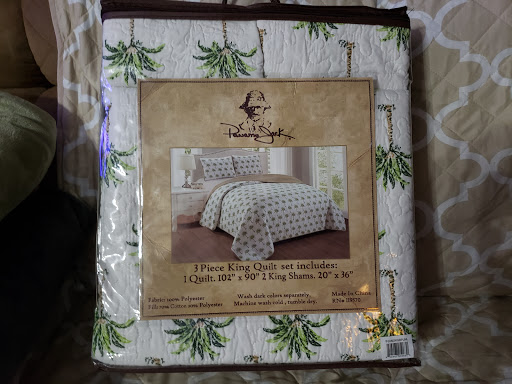 Panama Jack
3 Piece King Quilt set includes:
1 Quilt. 102" x 90" 2 King Shams. 20" x 36"
Fabric: 100% Polyester
Wash dark colors separately,
Made In China
Machine wash cold, tumble dry.